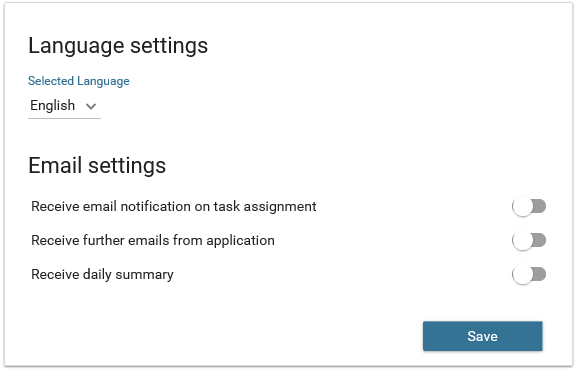 Language settings
Selected Language
English
Email settings
Receive email notification on task assignment
Receive further emails from application
Receive daily summary
Save